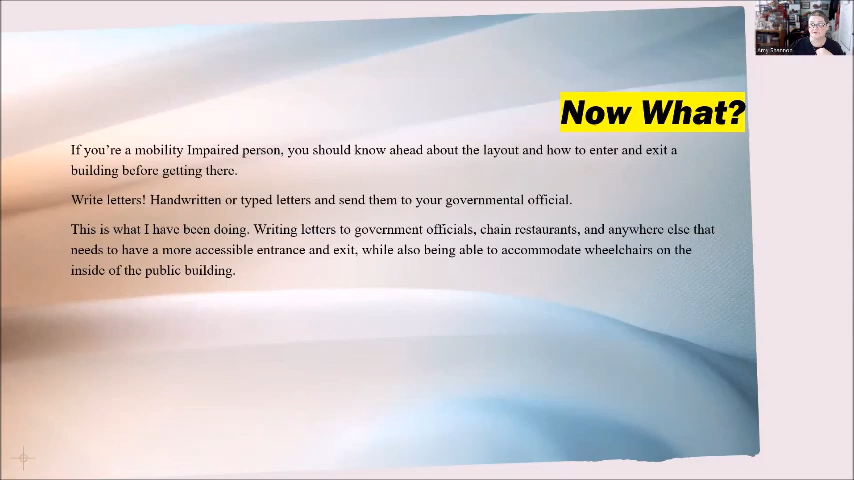 Amy Shannon
Now What?
If you're a mobility Impaired person, you should know ahead about the layout and how to enter and exit a
building before getting there.
Write letters! Handwritten or typed letters and send them to your governmental official.
This is what I have been doing. Writing letters to government officials, chain restaurants, and anywhere else that
needs to have a more accessible entrance and exit, while also being able to accommodate wheelchairs on the
inside of the public building.